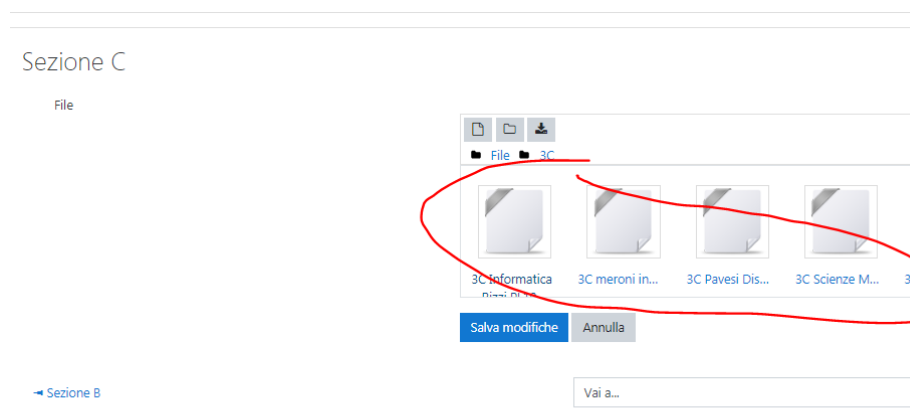 Sezione C
File
File 3C
3C Informatica
3C meroni in...
3C Pavesi Dis...
3C Scienze M...
3
Salva modifiche Annulla
Sezione B
Vai a...